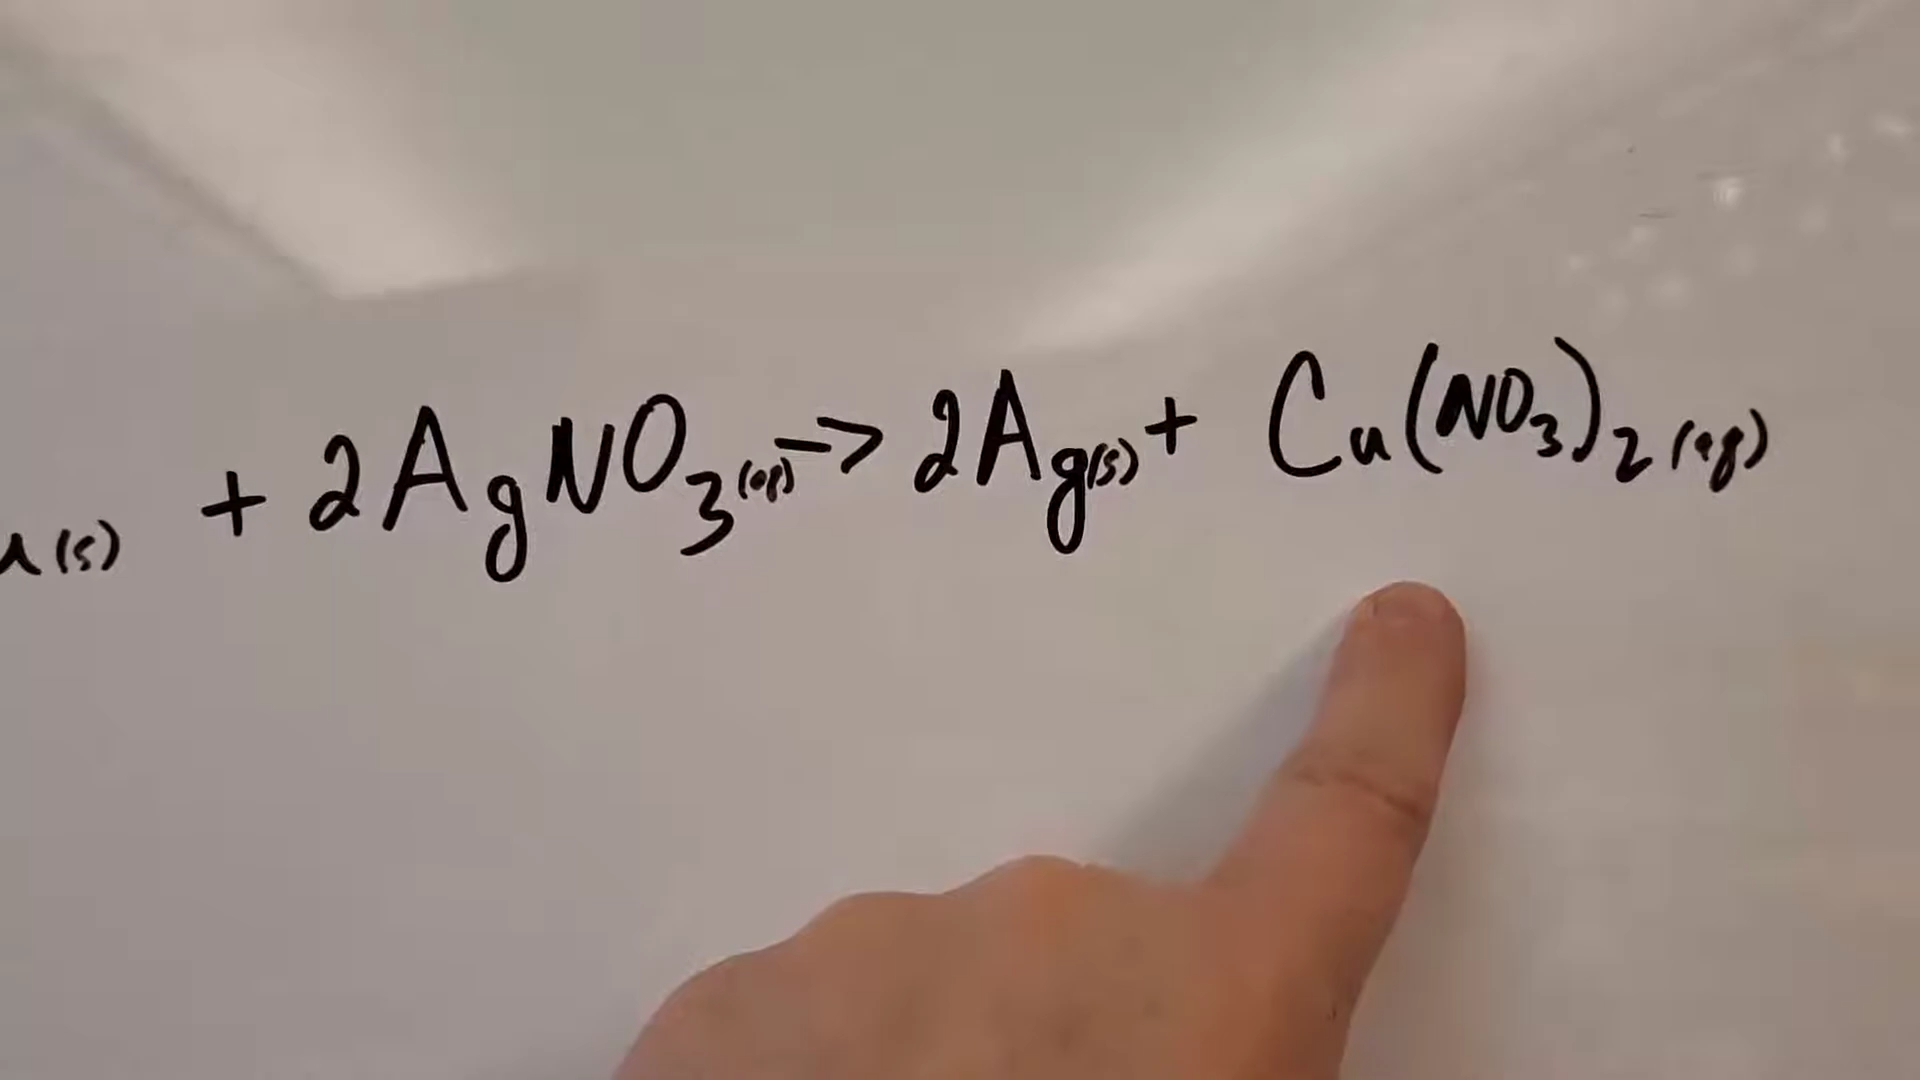 u(s) + 2AgNO₃(aq) -> 2Ag(s) + Cu(NO₃)₂(aq)